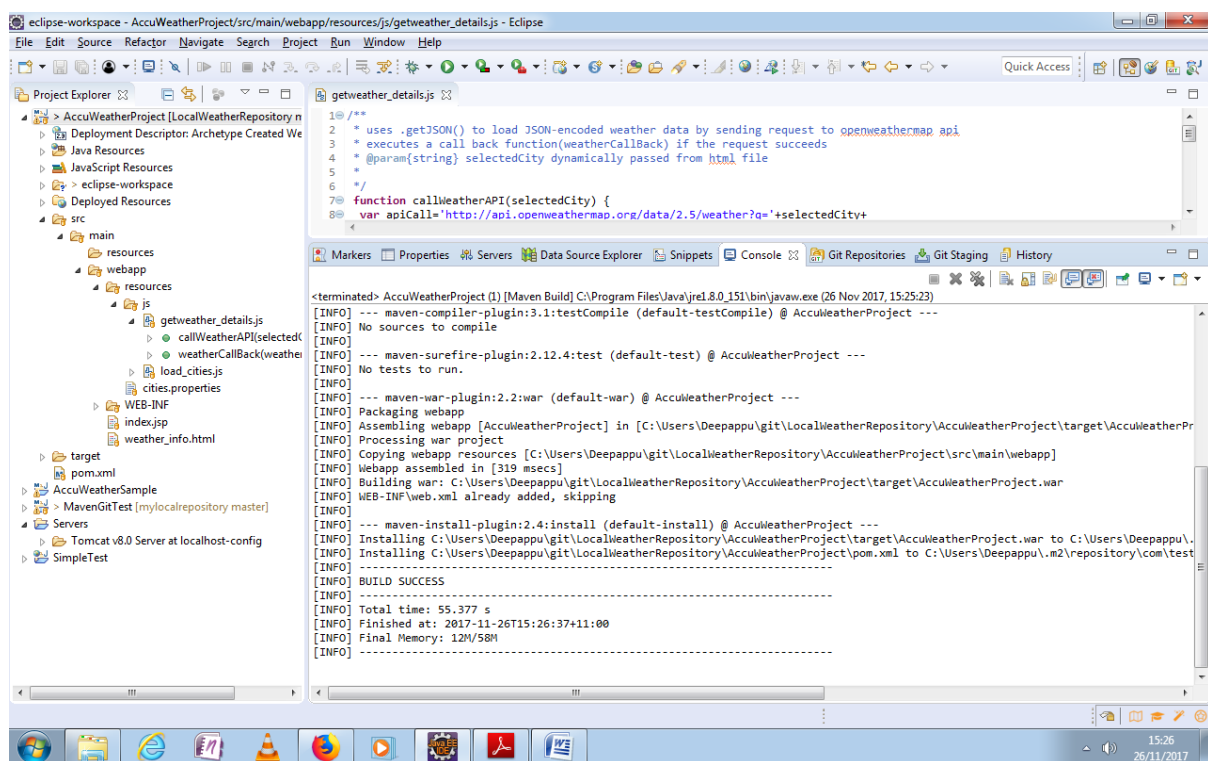 eclipse-workspace - AccuWeatherProject/src/main/webapp/resources/js/getweather_details.js - Eclipse
File Edit Source Refactor Navigate Search Project Run Window Help
Quick Access
Project Explorer
> AccuWeatherProject [LocalWeatherRepository m
Deployment Descriptor: Archetype Created We
Java Resources
JavaScript Resources
> eclipse-workspace
Deployed Resources
src
main
resources
webapp
resources
js
getweather_details.js
callWeatherAPI(selected(
weatherCallBack(weather
load_cities.js
cities.properties
WEB-INF
index.jsp
weather_info.html
target
pom.xml
AccuWeatherSample
> MavenGitTest [mylocalrepository master]
Servers
Tomcat v8.0 Server at localhost-config
SimpleTest
getweather_details.js
1 /**
2 * uses .getJSON() to load JSON-encoded weather data by sending request to openweathermap api
3 * executes a call back function(weatherCallBack) if the request succeeds
4 * @param{string} selectedCity dynamically passed from html file
5 *
6 */
7 function callWeatherAPI(selectedCity) {
8 var apiCall='http://api.openweathermap.org/data/2.5/weather?q='+selectedCity+
Markers Properties Servers Data Source Explorer Snippets Console Git Repositories Git Staging History
<terminated> AccuWeatherProject (1) [Maven Build] C:\Program Files\Java\jre1.8.0_151\bin\javaw.exe (26 Nov 2017, 15:25:23)
[INFO] --- maven-compiler-plugin:3.1:testCompile (default-testCompile) @ AccuWeatherProject ---
[INFO] No sources to compile
[INFO]
[INFO] --- maven-surefire-plugin:2.12.4:test (default-test) @ AccuWeatherProject ---
[INFO] No tests to run.
[INFO]
[INFO] --- maven-war-plugin:2.2:war (default-war) @ AccuWeatherProject ---
[INFO] Packaging webapp
[INFO] Assembling webapp [AccuWeatherProject] in [C:\Users\Deepappu\git\LocalWeatherRepository\AccuWeatherProject\target\AccuWeatherPr
[INFO] Processing war project
[INFO] Copying webapp resources [C:\Users\Deepappu\git\LocalWeatherRepository\AccuWeatherProject\src\main\webapp]
[INFO] Webapp assembled in [319 msecs]
[INFO] Building war: C:\Users\Deepappu\git\LocalWeatherRepository\AccuWeatherProject\target\AccuWeatherProject.war
[INFO] WEB-INF\web.xml already added, skipping
[INFO]
[INFO] --- maven-install-plugin:2.4:install (default-install) @ AccuWeatherProject ---
[INFO] Installing C:\Users\Deepappu\git\LocalWeatherRepository\AccuWeatherProject\target\AccuWeatherProject.war to C:\Users\Deepappu\.
[INFO] Installing C:\Users\Deepappu\git\LocalWeatherRepository\AccuWeatherProject\pom.xml to C:\Users\Deepappu\.m2\repository\com\test
[INFO] ------------------------------------------------------------------------
[INFO] BUILD SUCCESS
[INFO] ------------------------------------------------------------------------
[INFO] Total time: 55.377 s
[INFO] Finished at: 2017-11-26T15:26:37+11:00
[INFO] Final Memory: 12M/58M
[INFO] ------------------------------------------------------------------------
15:26
26/11/2017